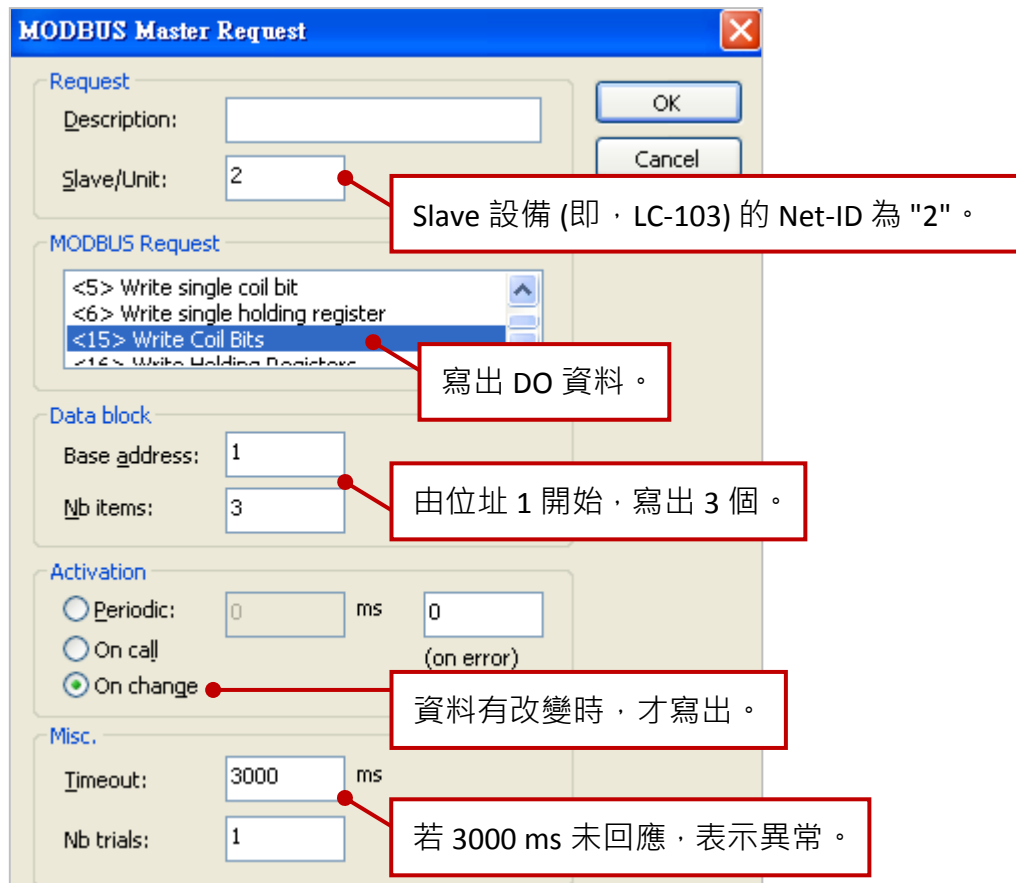 MODBUS Master Request
Request
OK
Description:
Cancel
Slave/Unit:
2
Slave 設備 (即，LC-103) 的 Net-ID 為 "2"。
MODBUS Request
<5> Write single coil bit
<6> Write single holding register
<15> Write Coil Bits
<16> Write Holding Registers
寫出 DO 資料。
Data block
Base address:
1
由位址 1 開始，寫出 3 個。
Nb items:
3
Activation
Periodic:
0
ms
0
On call
(on error)
On change
資料有改變時，才寫出。
Misc.
Timeout:
3000
ms
若 3000 ms 未回應，表示異常。
Nb trials:
1